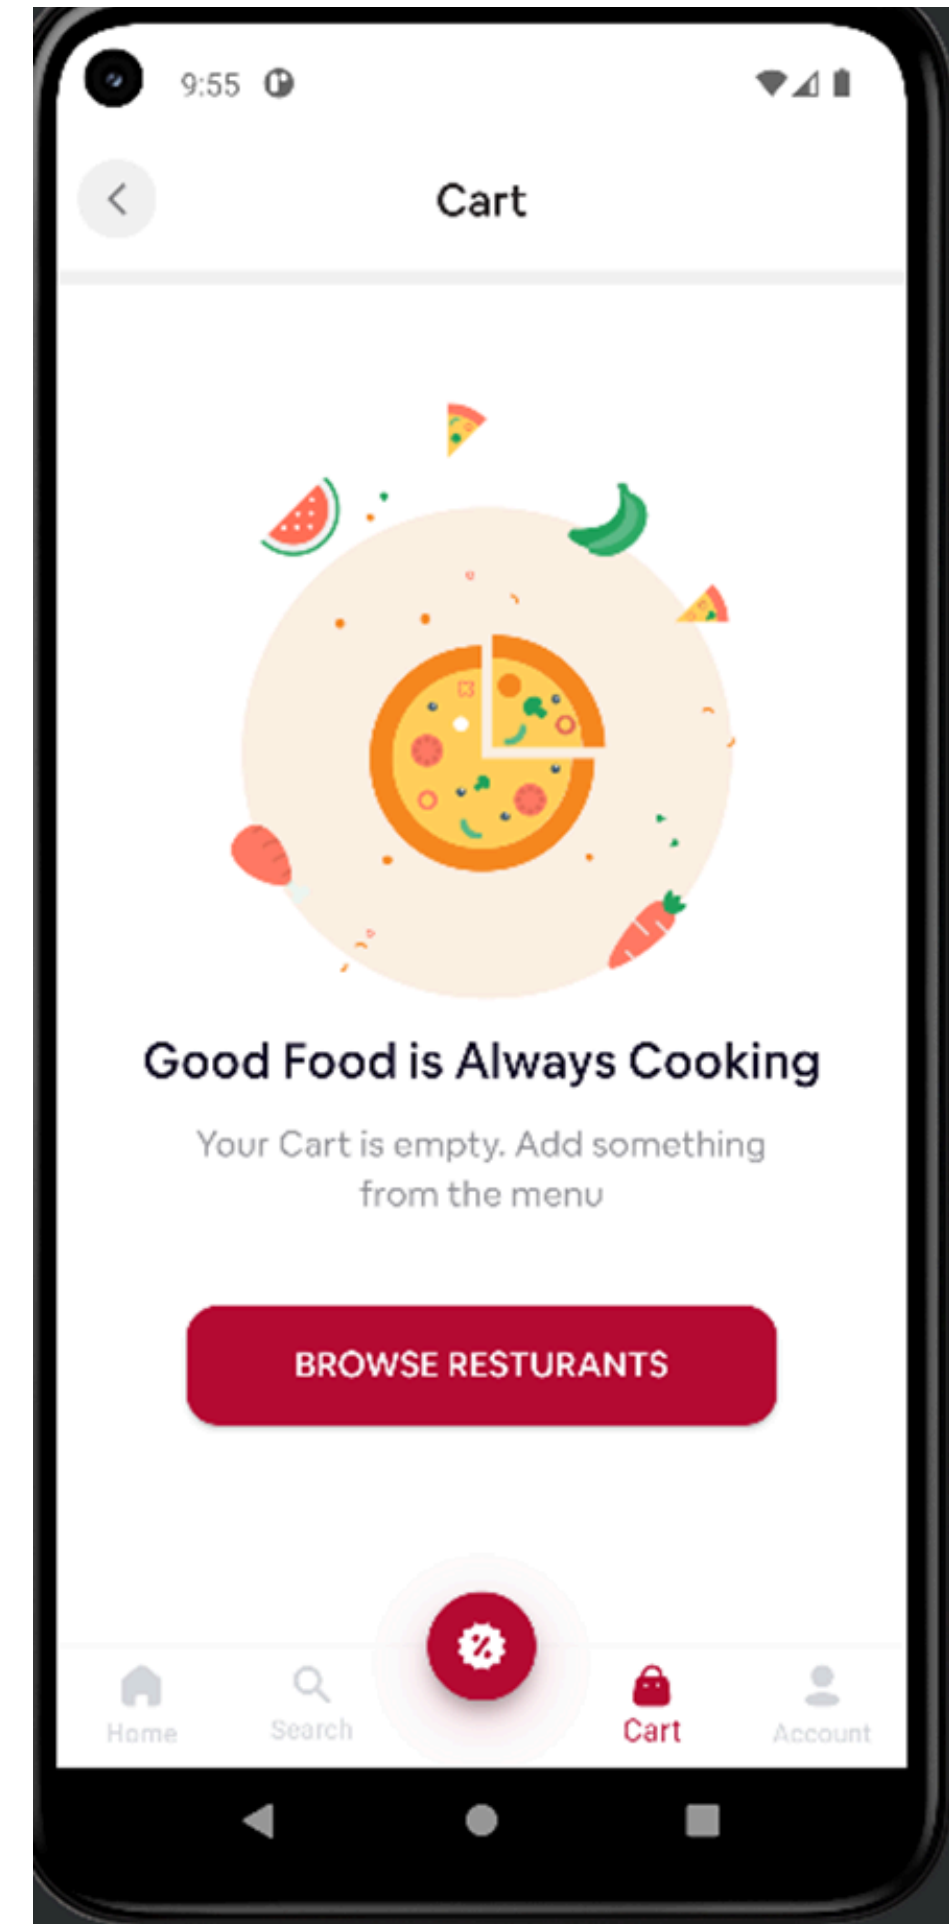 9:55
Cart
Good Food is Always Cooking
Your Cart is empty. Add something
from the menu
BROWSE RESTURANTS
%
Home
Search
Cart
Account